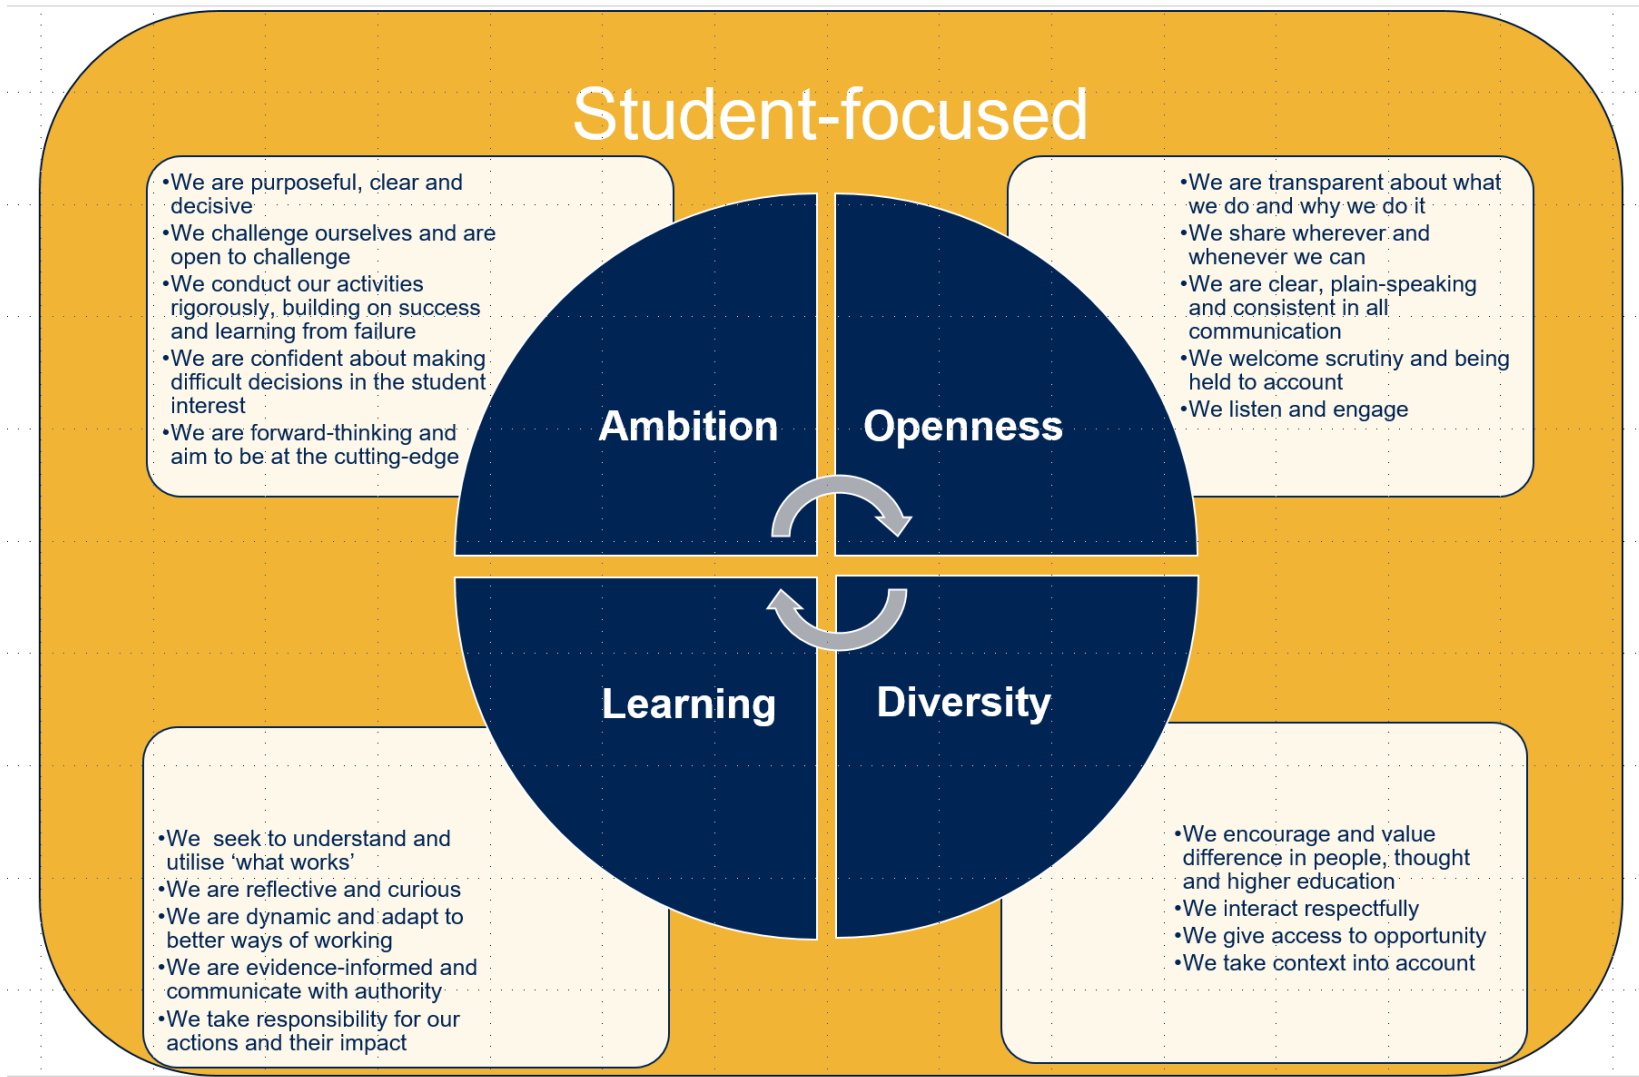 Student-focused
•We are purposeful, clear and
decisive
•We challenge ourselves and are
open to challenge
•We conduct our activities
rigorously, building on success
and learning from failure
•We are confident about making
difficult decisions in the student
interest
•We are forward-thinking and
aim to be at the cutting-edge
•We are transparent about what
we do and why we do it
•We share wherever and
whenever we can
•We are clear, plain-speaking
and consistent in all
communication
•We welcome scrutiny and being
held to account
•We listen and engage
Ambition
Openness
Learning
Diversity
•We  seek to understand and
utilise ‘what works’
•We are reflective and curious
•We are dynamic and adapt to
better ways of working
•We are evidence-informed and
communicate with authority
•We take responsibility for our
actions and their impact
•We encourage and value
difference in people, thought
and higher education
•We interact respectfully
•We give access to opportunity
•We take context into account